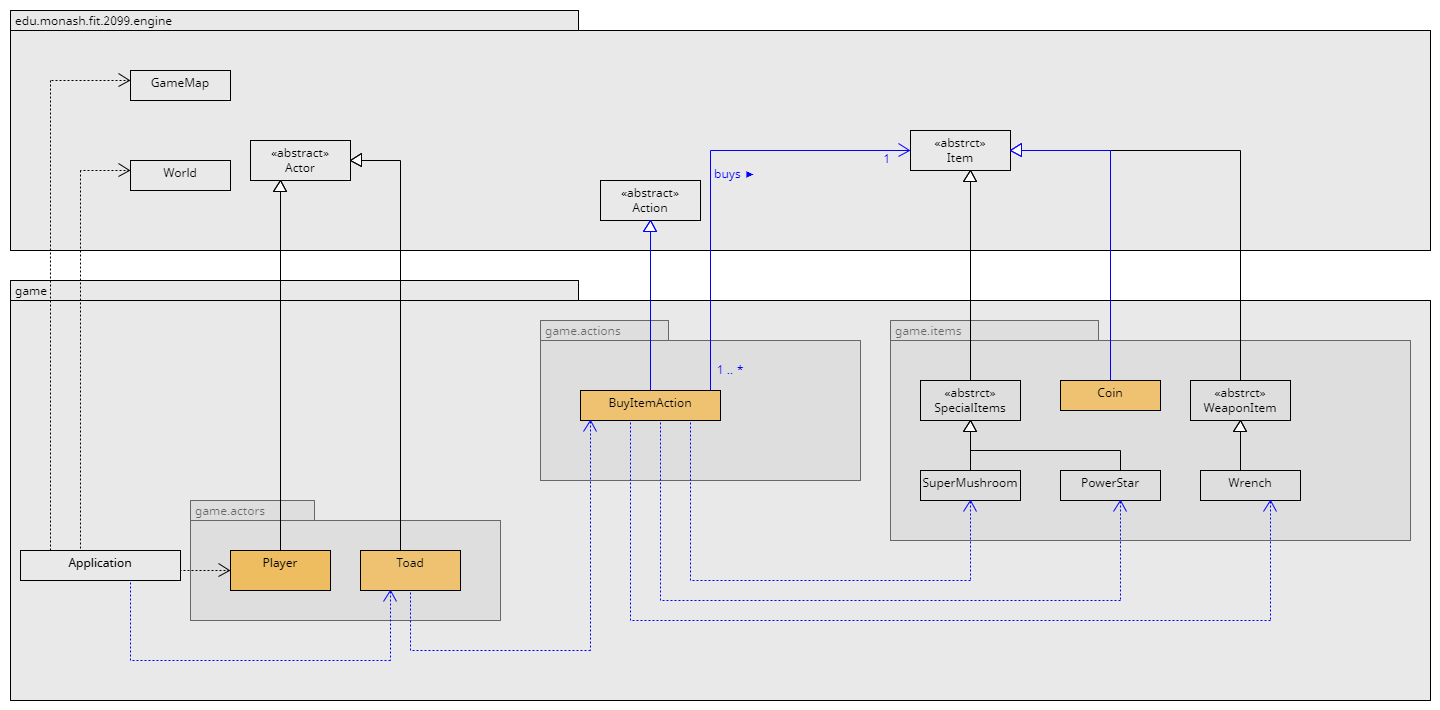 edu.monash.fit.2099.engine
GameMap
World
«abstract»
Actor
«abstract»
Action
buys ►
1
«abstrct»
Item
game
game.actions
1 .. *
BuyItemAction
game.items
«abstrct»
SpecialItems
Coin
«abstrct»
WeaponItem
SuperMushroom
PowerStar
Wrench
game.actors
Application
Player
Toad